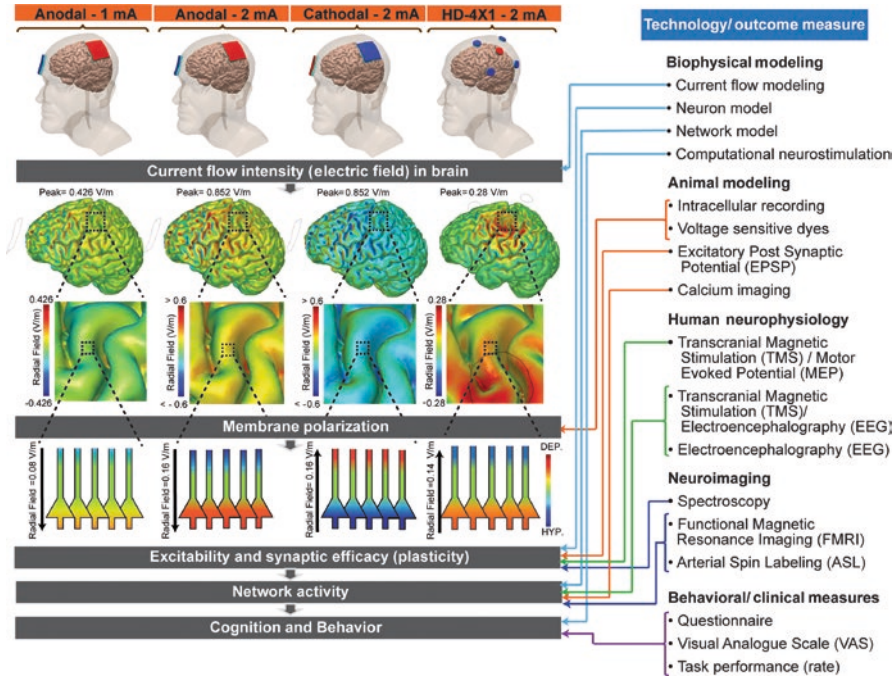 Anodal - 1 mA
Anodal - 2 mA
Cathodal - 2 mA
HD-4X1 - 2 mA
Current flow intensity (electric field) in brain
Peak= 0.426 V/m
Peak= 0.852 V/m
Peak=0.852 V/m
Peak=0.28 V/m
0.426
Radial Field (V/m)
-0.426
> 0.6
Radial Field (V/m)
< - 0.6
> 0.6
Radial Field (V/m)
< - 0.6
0.28
Radial Field (V/m)
-0.28
Membrane polarization
Radial Field =0.08 V/m
Radial Field =0.16 V/m
Radial Field= 0.16 V/m
Radial Field = 0.14 V/m
DEP.
HYP.
Excitability and synaptic efficacy (plasticity)
Network activity
Cognition and Behavior
Technology/ outcome measure
Biophysical modeling
• Current flow modeling
• Neuron model
• Network model
• Computational neurostimulation
Animal modeling
• Intracellular recording
• Voltage sensitive dyes
• Excitatory Post Synaptic
Potential (EPSP)
• Calcium imaging
Human neurophysiology
• Transcranial Magnetic
Stimulation (TMS) / Motor
Evoked Potential (MEP)
• Transcranial Magnetic
Stimulation (TMS)/
Electroencephalography (EEG)
• Electroencephalography (EEG)
Neuroimaging
• Spectroscopy
• Functional Magnetic
Resonance Imaging (FMRI)
• Arterial Spin Labeling (ASL)
Behavioral/ clinical measures
• Questionnaire
• Visual Analogue Scale (VAS)
• Task performance (rate)